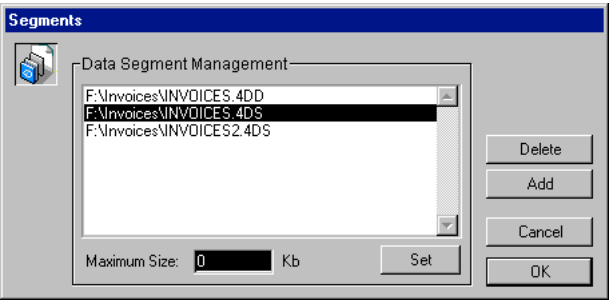 Segments
Data Segment Management
F:\Invoices\INVOICES.4DD
F:\Invoices\INVOICES.4DS
F:\Invoices\INVOICES2.4DS
Delete
Add
Cancel
Maximum Size: 0 Kb Set
OK